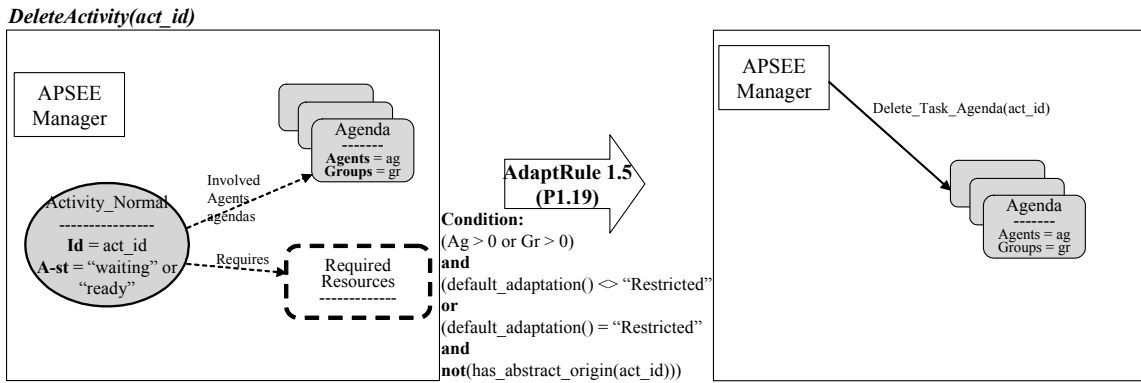 DeleteActivity(act_id)
APSEE
Manager
Agenda
-------
Agents = ag
Groups = gr
Involved
Agents
agendas
Activity_Normal
----------------
Id = act_id
A-st = “waiting” or
“ready”
Requires
Required
Resources
-------------
AdaptRule 1.5
(P1.19)
Condition:
(Ag > 0 or Gr > 0)
and
(default_adaptation() <> “Restricted”
or
(default_adaptation() = “Restricted”
and
not(has_abstract_origin(act_id)))
APSEE
Manager
Delete_Task_Agenda(act_id)
Agenda
-------
Agents = ag
Groups = gr